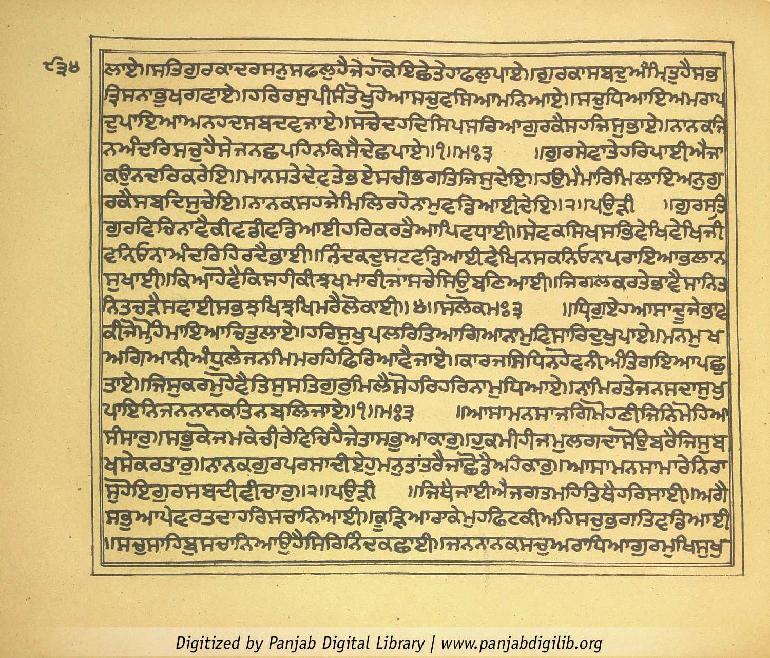 ੮੩੪
ਲਾਏ॥ਸਤਿਗੁਰਕਾਦਰਸਨੁਸਫਲੁਹੈਜੇਹਾਕੋਇਛੇਤੇਹਾਫਲੁਪਾਏ॥ਗੁਰਕਾਸਬਦੁਅੰਮ੍ਰਿਤੁਹੈਸਭ
ਤ੍ਰਿਸਨਾਭੁਖਗਵਾਏ॥ਹਰਿਰਸੁਪੀਸੰਤੋਖੁਹੋਆਸਚੁਵਸਿਆਮਨਿਆਏ॥ਸਚੁਧਿਆਇਅਮਰਾਪ
ਦੁਪਾਇਆਅਨਹਦਸਬਦਵਜਾਏ॥ਸਚੋਦਹਦਿਸਿਪਸਰਿਆਗੁਰਕੈਸਹਜਿਸੁਭਾਏ॥ਨਾਨਕਜਿ
ਨਅੰਦਰਿਸਚੁਹੈਸੇਜਨਛਪਹਿਨਕਿਸੈਦੇਛਪਾਏ॥੧॥ਮਃ੩ ॥ਗੁਰਸੇਵਾਤੇਹਰਿਪਾਈਐਜਾ
ਕਉਨਦਰਿਕਰੇਇ॥ਮਾਨਸਤੇਦੇਵਤੇਭਏਸਚੀਭਗਤਿਜਿਸੁਦੇਇ॥ਹਉਮੈਮਾਰਿਮਿਲਾਇਅਨੁਗੁ
ਰਕੈਸਬਦਿਸੁਚੇਇ॥ਨਾਨਕਸਹਜੇਮਿਲਿਰਹੇਨਾਮੁਵਡਿਆਈਦੇਇ॥੨॥ਪਉੜੀ ॥ਗੁਰਸਤਿ
ਗੁਰਵਿਚਿਨਾਵੈਕੀਵਡੀਵਡਿਆਈਹਰਿਕਰਤੈਆਪਿਵਧਾਈ॥ਸੇਵਕਸਿਖਸਭਿਵੇਖਿਵੇਖਿਜੀ
ਵਨਿਓਨਾਅੰਦਰਿਹਿਰਦੈਭਾਈ॥ਨਿੰਦਕਦੁਸਟਵਡਿਆਈਵੇਖਿਨਸਕਨਿਓਨਪਰਾਇਆਭਲਾਨ
ਸੁਖਾਈ॥ਕਿਆਹੋਵੈਕਿਸਹੀਕੀਝਖਮਾਰੀਜਾਸਚੇਸਿਉਬਣਿਆਈ॥ਜਿਗਲਕਰਤੇਭਾਵੈਸਾਨਿਤ
ਨਿਤਚੜੈਸਵਾਈਸਭਝਖਿਝਖਿਮਰੈਲੋਕਾਈ॥੪॥ਸਲੋਕਮਃ੩ ॥ਧ੍ਰਿਗੁਏਹਆਸਾਦੂਜੇਭਾਵ
ਕੀਜੋਮੋਹਿਮਾਇਆਚਿਤੁਲਾਏ॥ਹਰਿਸੁਖੁਪਲਰਿਤਿਆਗਿਆਨਾਮੁਵਿਸਾਰਿਦੁਖੁਪਾਏ॥ਮਨਮੁਖ
ਅਗਿਆਨੀਅੰਧੁਲੇਜਨਮਿਮਰਹਿਫਿਰਿਆਵੈਜਾਏ॥ਕਾਰਜਸਿਧਿਨਹੋਵਨੀਅੰਤਿਗਇਆਪਛੁ
ਤਾਏ॥ਜਿਸੁਕਰਮੁਹੋਵੈਤਿਸੁਸਤਿਗੁਰੁਮਿਲੈਸੋਹਰਿਹਰਿਨਾਮੁਧਿਆਏ॥ਨਾਮਿਰਤੇਜਨਸਦਾਸੁਖੁ
ਪਾਇਨਿਜਨਨਾਨਕਤਿਨਬਲਿਜਾਏ॥੧॥ਮਃ੩ ॥ਆਸਾਮਨਸਾਜਗਿਮੋਹਣੀਜਿਨਿਮੋਹਿਆ
ਸੰਸਾਰੁ॥ਸਭੁਕੋਜਮਕੇਚੀਰੇਵਿਚਿਹੈਜੇਤਾਸਭੁਆਕਾਰੁ॥ਹੁਕਮੀਹੀਜਮੁਲਗਦਾਸੋਉਬਰੈਜਿਸੁਬ
ਖਸੇਕਰਤਾਰੁ॥ਨਾਨਕਗੁਰਪਰਸਾਦੀਏਹੁਮਨੁਤਾਂਤਰੈਜਾਛੋਡੈਅਹੰਕਾਰੁ॥ਆਸਾਮਨਸਾਮਾਰੇਨਿਰਾ
ਸੁਹੋਇਗੁਰਸਬਦੀਵੀਚਾਰੁ॥੨॥ਪਉੜੀ ॥ਜਿਥੈਜਾਈਐਜਗਤਮਹਿਤਿਥੈਹਰਿਸਾਈ॥ਅਗੈ
ਸਭੁਆਪੇਵਰਤਦਾਹਰਿਸਚਾਨਿਆਈ॥ਕੂੜਿਆਰਾਕੇਮੁਹਫਿਟਕੀਅਹਿਸਚੁਭਗਤਿਵਡਿਆਈ
॥ਸਚੁਸਾਹਿਬੁਸਚਾਨਿਆਉਹੈਸਿਰਿਨਿੰਦਕਛਾਈ॥ਜਨਨਾਨਕਸਚੁਅਰਾਧਿਆਗੁਰਮੁਖਿਸੁਖੁ
Digitized by Panjab Digital Library | www.panjabdigilib.org